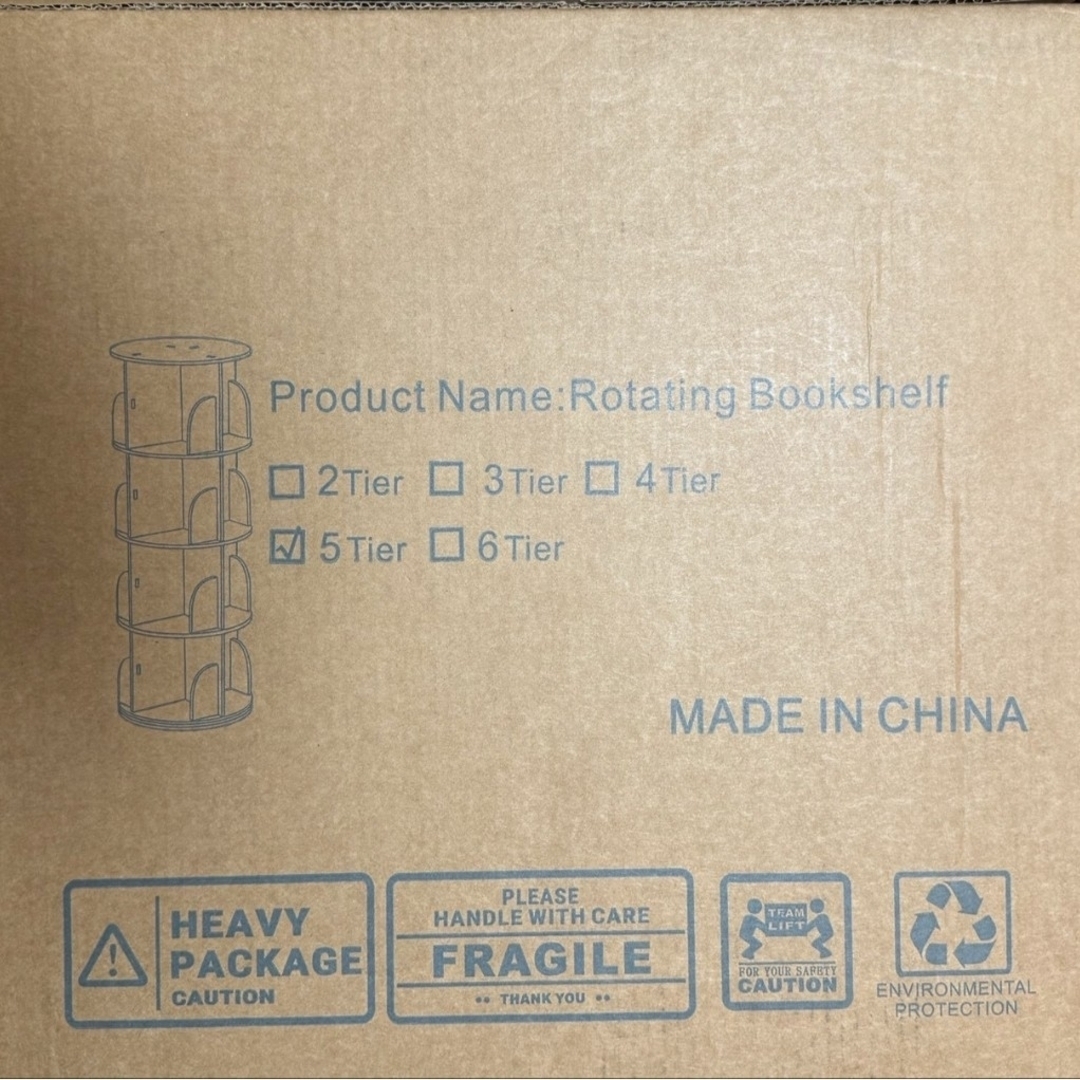 Product Name:Rotating Bookshelf
2Tier 3Tier 4Tier
5Tier 6Tier
MADE IN CHINA
HEAVY
PACKAGE
CAUTION
PLEASE
HANDLE WITH CARE
FRAGILE
•• THANK YOU ••
TEAM
LIFT
FOR YOUR SAFETY
CAUTION
ENVIRONMENTAL
PROTECTION